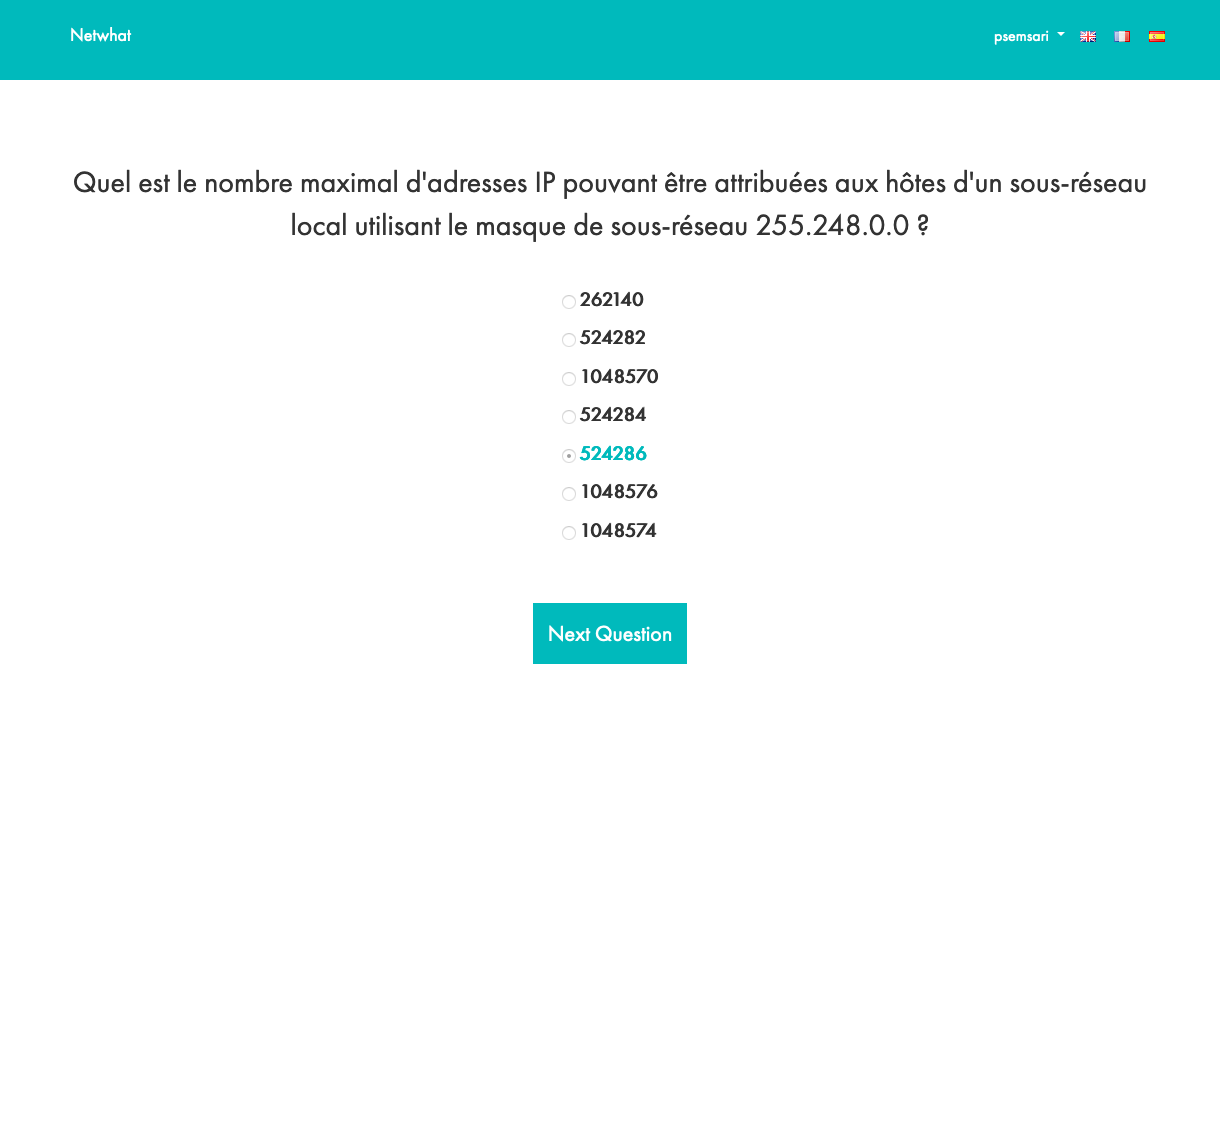 Netwhat
psemsari
Quel est le nombre maximal d'adresses IP pouvant être attribuées aux hôtes d'un sous-réseau
local utilisant le masque de sous-réseau 255.248.0.0 ?
262140
524282
1048570
524284
524286
1048576
1048574
Next Question